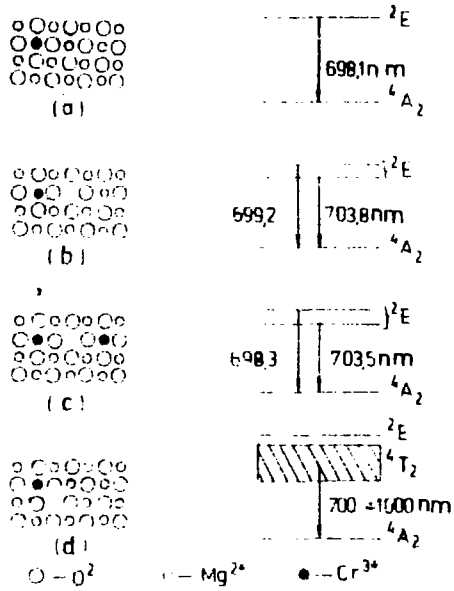 ²E
698,1nm
⁴A₂
(a)
}²E
699,2
703,8nm
⁴A₂
(b)
}²E
698,3
703,5nm
⁴A₂
(c)
²E
⁴T₂
700 ÷1000 nm
⁴A₂
(d)
O – O² – Mg²⁺ ● – Cr³⁺